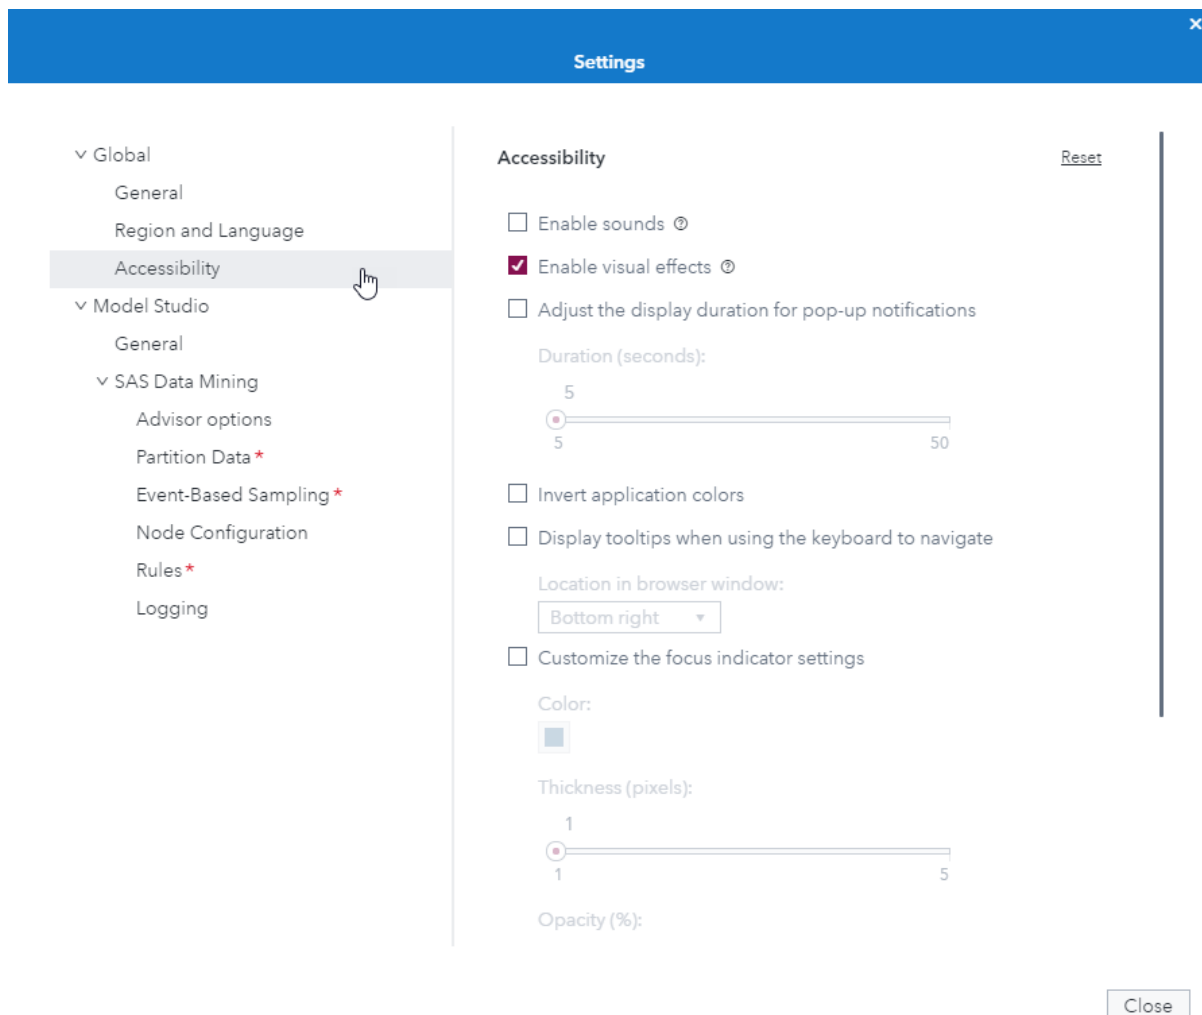 Settings
Global
General
Region and Language
Accessibility
Model Studio
General
SAS Data Mining
Advisor options
Partition Data *
Event-Based Sampling *
Node Configuration
Rules *
Logging
Accessibility
Reset
Enable sounds
Enable visual effects
Adjust the display duration for pop-up notifications
Duration (seconds):
5
5 50
Invert application colors
Display tooltips when using the keyboard to navigate
Location in browser window:
Bottom right
Customize the focus indicator settings
Color:
Thickness (pixels):
1
1 5
Opacity (%):
Close